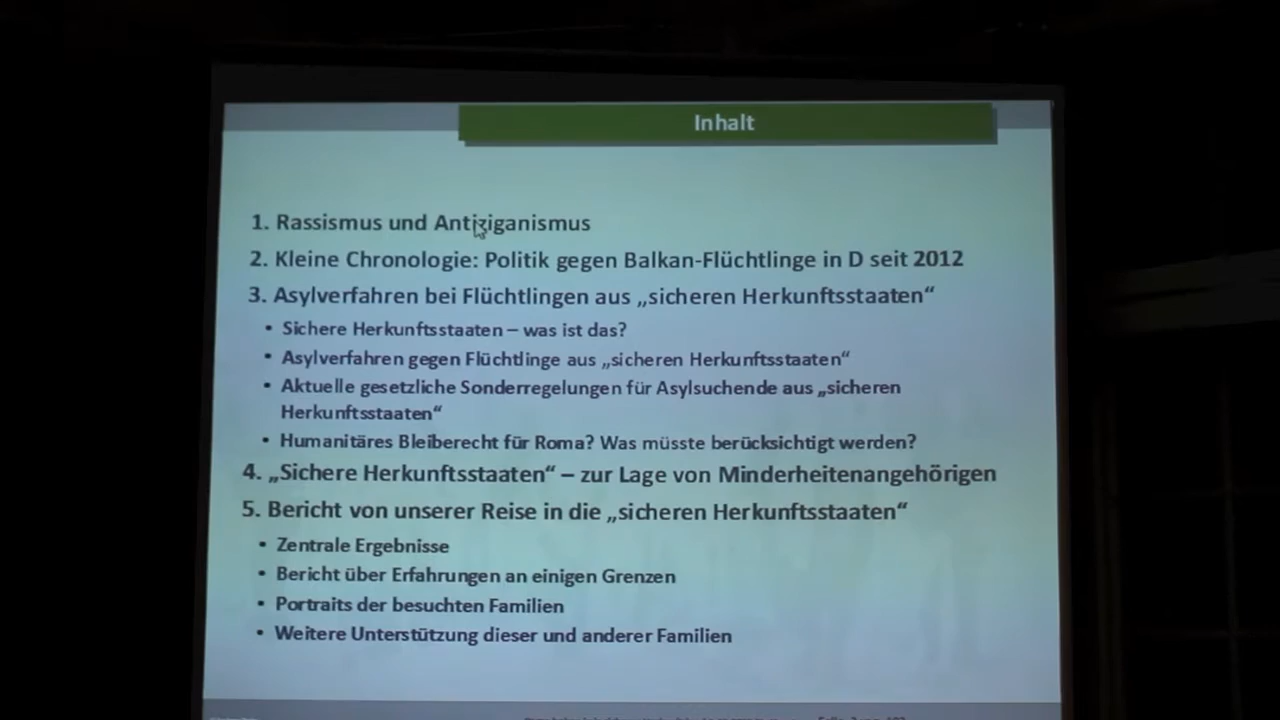 Inhalt
1. Rassismus und Antiziganismus
2. Kleine Chronologie: Politik gegen Balkan-Flüchtlinge in D seit 2012
3. Asylverfahren bei Flüchtlingen aus „sicheren Herkunftsstaaten“
• Sichere Herkunftsstaaten – was ist das?
• Asylverfahren gegen Flüchtlinge aus „sicheren Herkunftsstaaten“
• Aktuelle gesetzliche Sonderregelungen für Asylsuchende aus „sicheren
Herkunftsstaaten“
• Humanitäres Bleiberecht für Roma? Was müsste berücksichtigt werden?
4. „Sichere Herkunftsstaaten“ – zur Lage von Minderheitenangehörigen
5. Bericht von unserer Reise in die „sicheren Herkunftsstaaten“
• Zentrale Ergebnisse
• Bericht über Erfahrungen an einigen Grenzen
• Portraits der besuchten Familien
• Weitere Unterstützung dieser und anderer Familien